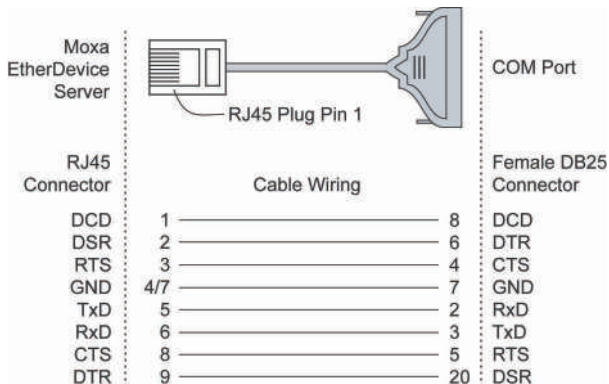 Moxa
EtherDevice
Server
COM Port
RJ45 Plug Pin 1
RJ45
Connector
Cable Wiring
Female DB25
Connector
DCD 1 8 DCD
DSR 2 6 DTR
RTS 3 4 CTS
GND 4/7 7 GND
TxD 5 2 RxD
RxD 6 3 TxD
CTS 8 5 RTS
DTR 9 20 DSR